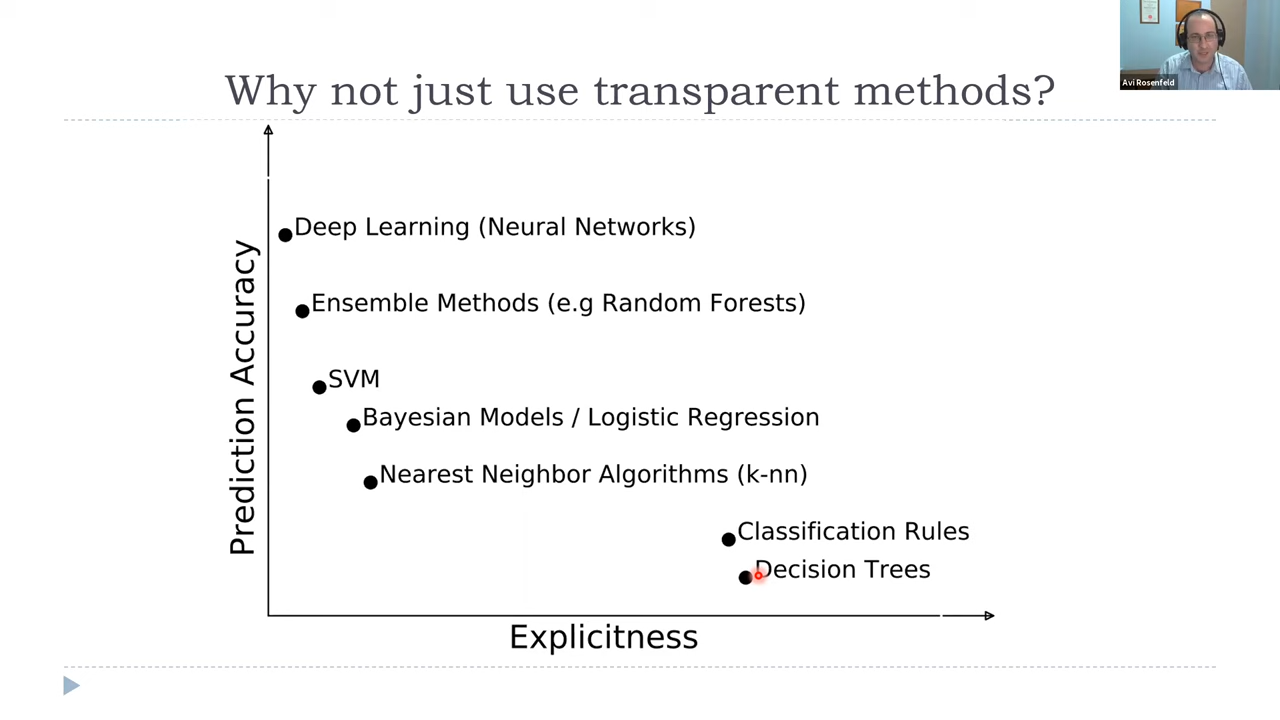 Why not just use transparent methods?
Avi Rosenfeld
Prediction Accuracy
Deep Learning (Neural Networks)
Ensemble Methods (e.g Random Forests)
SVM
Bayesian Models / Logistic Regression
Nearest Neighbor Algorithms (k-nn)
Classification Rules
Decision Trees
Explicitness